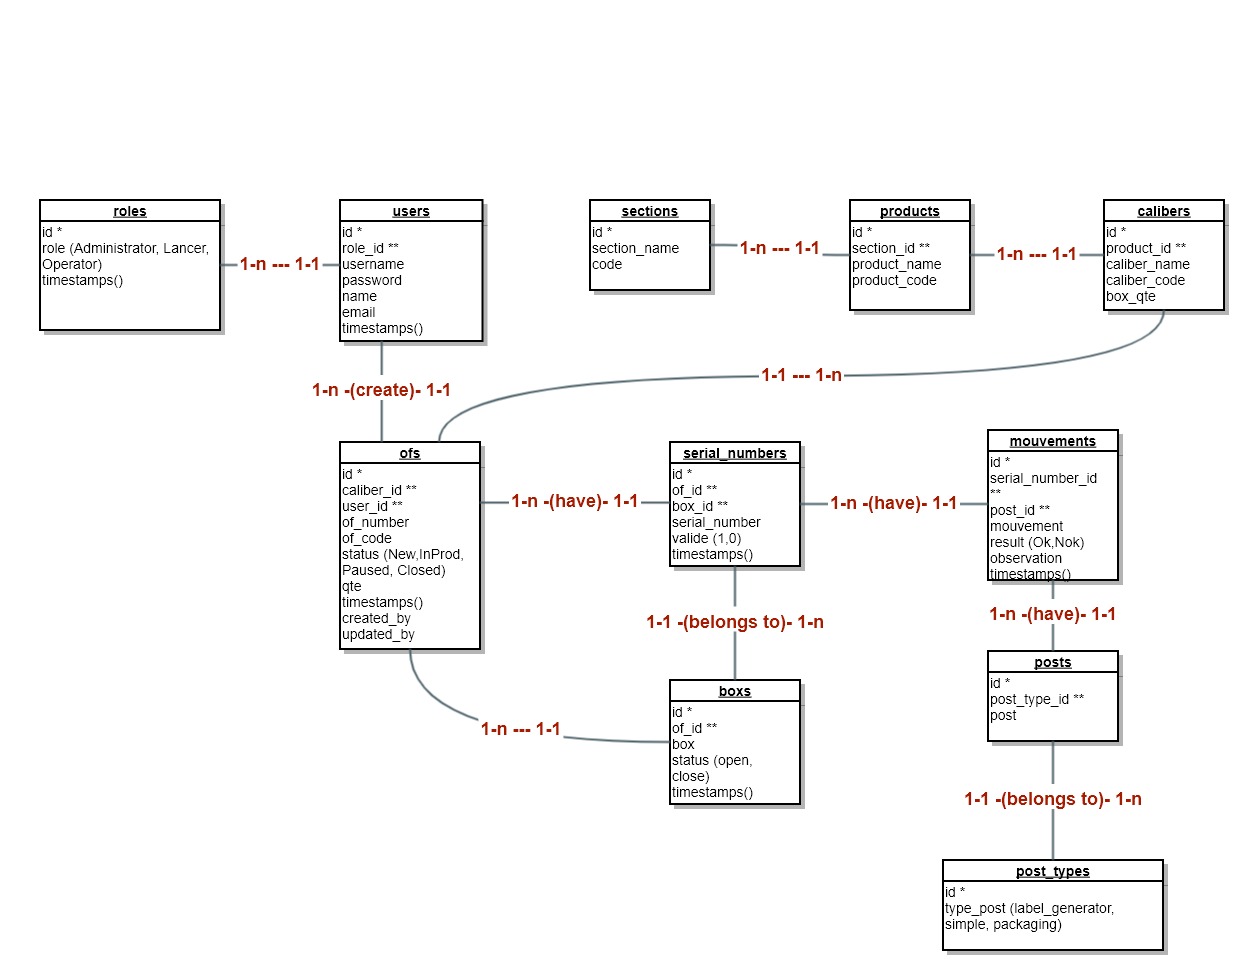 roles
id *
role (Administrator, Lancer,
Operator)
timestamps()
1-n --- 1-1
users
id *
role_id **
username
password
name
email
timestamps()
sections
id *
section_name
code
1-n --- 1-1
products
id *
section_id **
product_name
product_code
1-n --- 1-1
calibers
id *
product_id **
caliber_name
caliber_code
box_qte
1-n -(create)- 1-1
1-1 --- 1-n
ofs
id *
caliber_id **
user_id **
of_number
of_code
status (New,InProd,
Paused, Closed)
qte
timestamps()
created_by
updated_by
1-n -(have)- 1-1
serial_numbers
id *
of_id **
box_id **
serial_number
valide (1,0)
timestamps()
1-n -(have)- 1-1
mouvements
id *
serial_number_id
**
post_id **
mouvement
result (Ok,Nok)
observation
timestamps()
1-1 -(belongs to)- 1-n
1-n -(have)- 1-1
1-n --- 1-1
boxs
id *
of_id **
box
status (open,
close)
timestamps()
posts
id *
post_type_id **
post
1-1 -(belongs to)- 1-n
post_types
id *
type_post (label_generator,
simple, packaging)